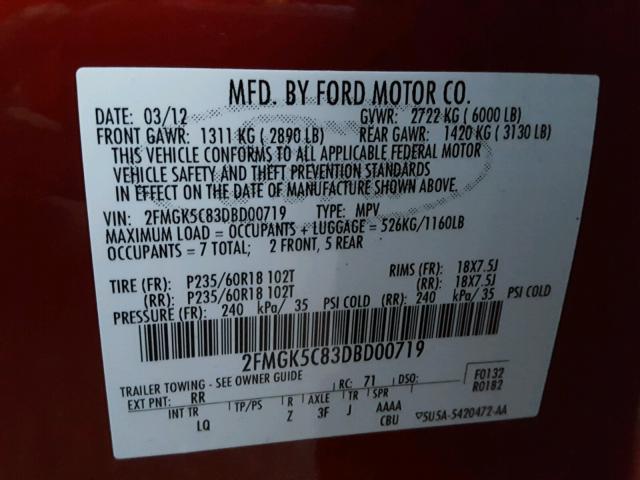 MFD. BY FORD MOTOR CO.
DATE: 03/12 GVWR: 2722 KG ( 6000 LB)
FRONT GAWR: 1311 KG ( 2890 LB) REAR GAWR: 1420 KG ( 3130 LB)
THIS VEHICLE CONFORMS TO ALL APPLICABLE FEDERAL MOTOR
VEHICLE SAFETY AND THEFT PREVENTION STANDARDS
IN EFFECT ON THE DATE OF MANUFACTURE SHOWN ABOVE.
VIN: 2FMGK5C83DBD00719 TYPE: MPV
MAXIMUM LOAD = OCCUPANTS + LUGGAGE = 526KG/1160LB
OCCUPANTS = 7 TOTAL; 2 FRONT, 5 REAR
TIRE (FR): P235/60R18 102T RIMS (FR): 18X7.5J
(RR): P235/60R18 102T (RR): 18X7.5J
PRESSURE (FR): 240 kPa/ 35 PSI COLD (RR): 240 kPa/ 35 PSI COLD
2FMGK5C83DBD00719
TRAILER TOWING - SEE OWNER GUIDE RC: 71 DSO: F0132
EXT PNT: RR R01B2
INT TR TP/PS R AXLE TR SPR
LQ Z 3F J AAAA
CBU 5U5A-5420472-AA